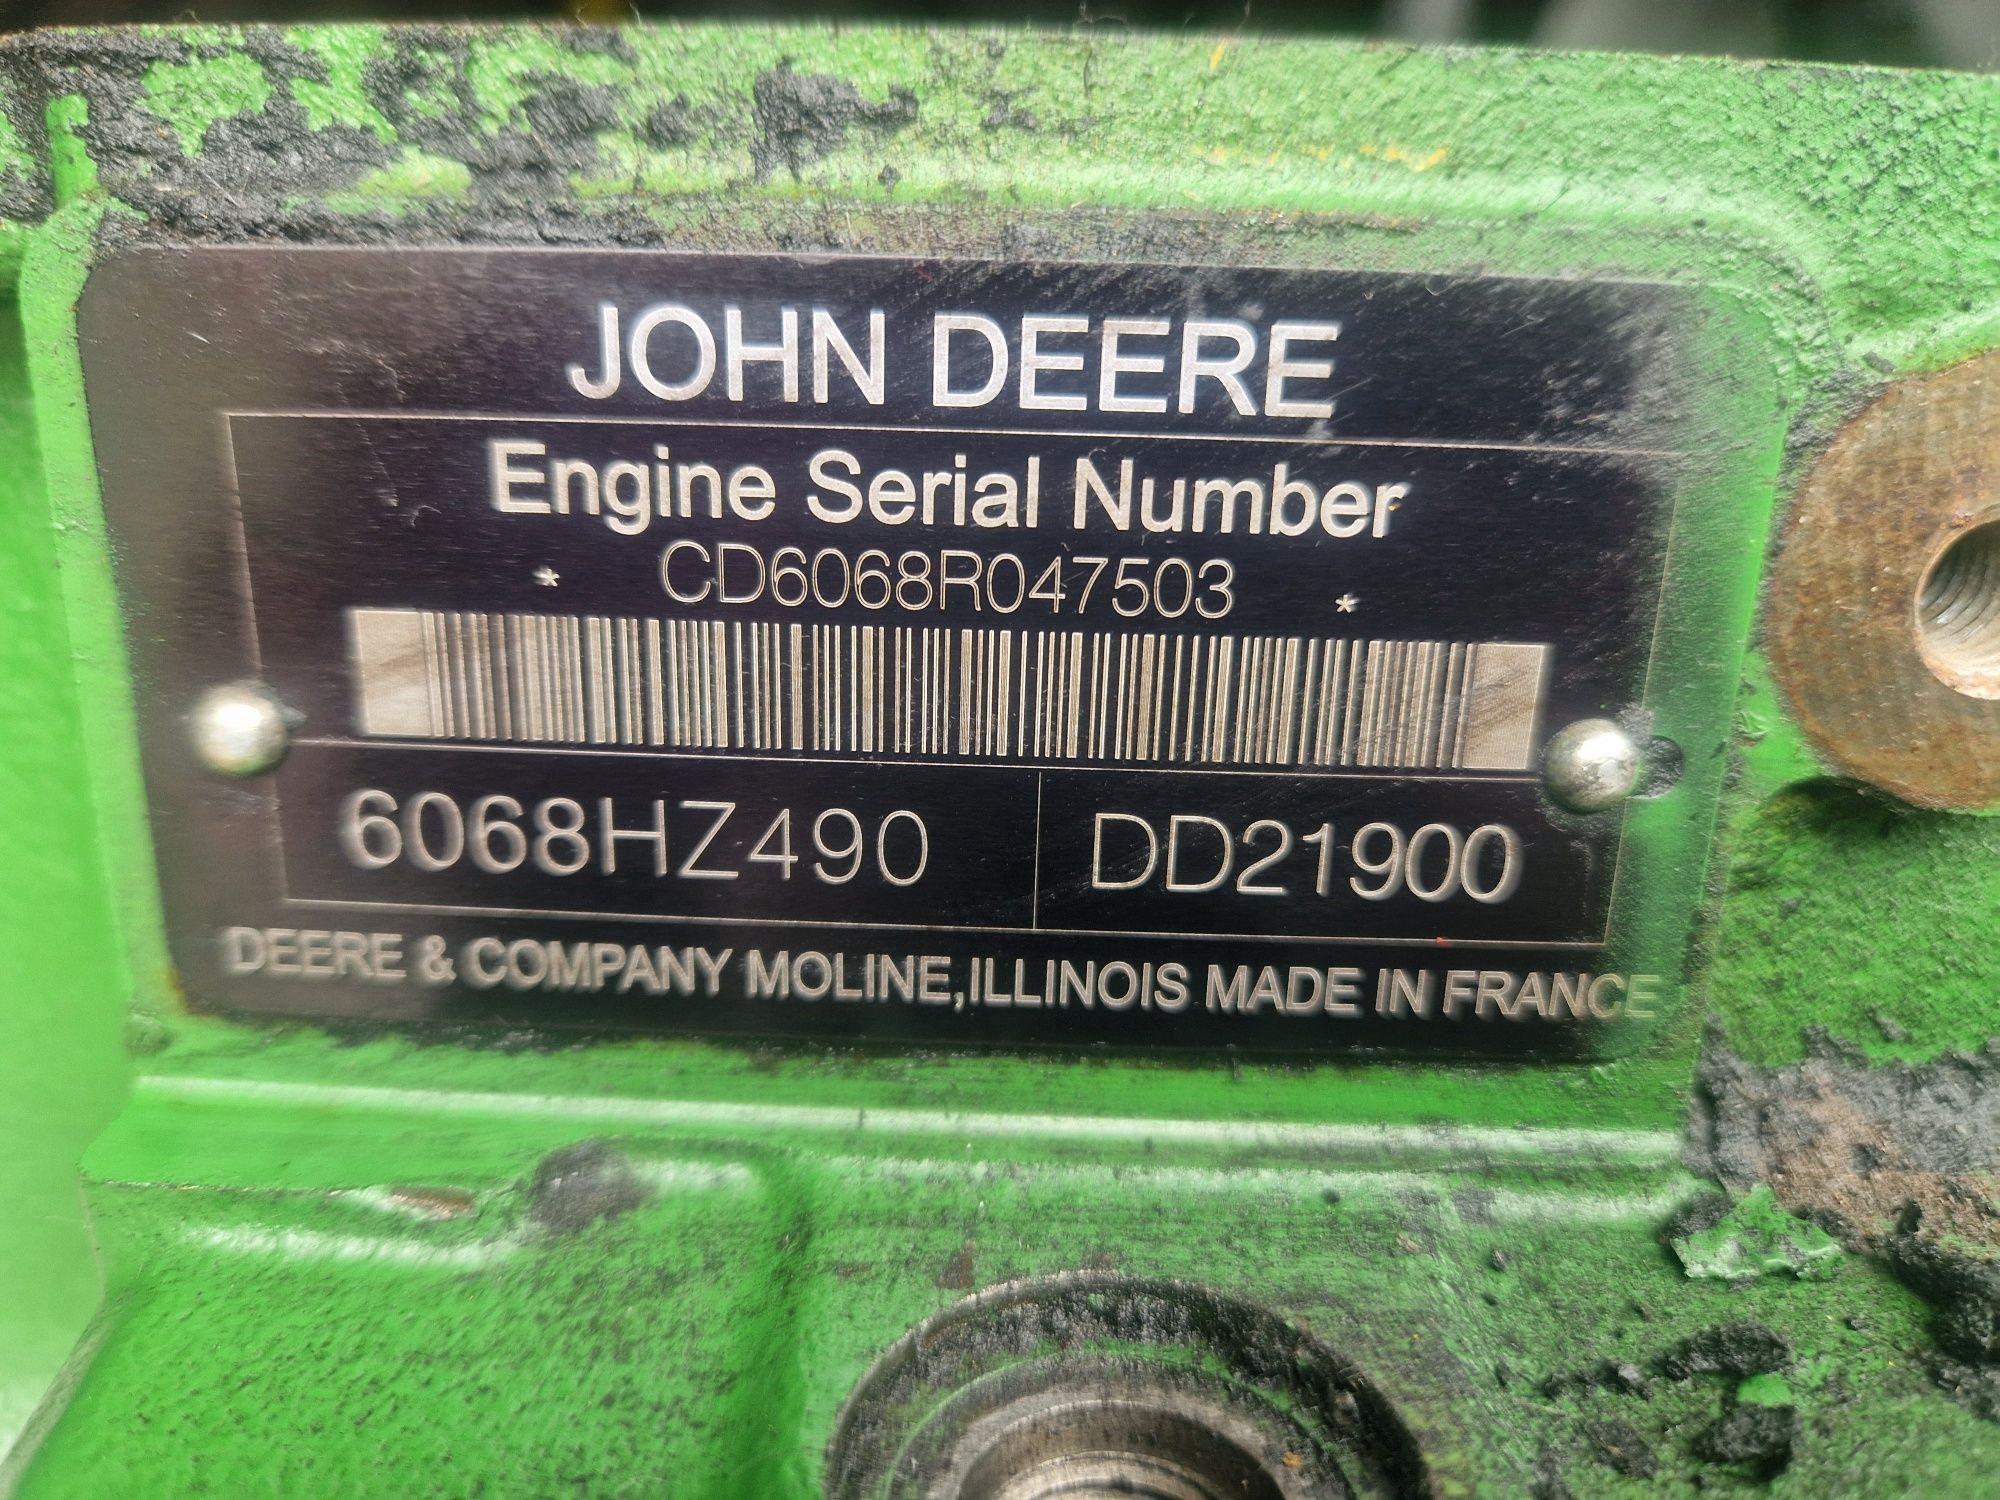 JOHN DEERE
Engine Serial Number
* CD6068R047503 *
6068HZ490 DD21900
DEERE & COMPANY MOLINE,ILLINOIS MADE IN FRANCE